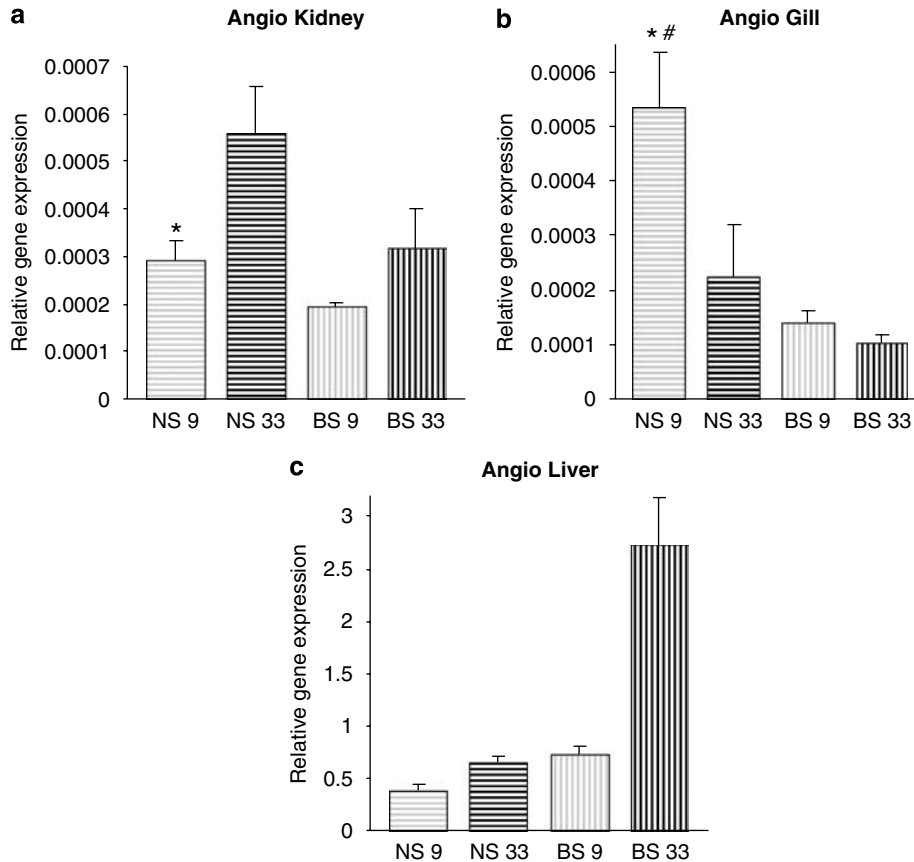 a
Angio Kidney
Relative gene expression
0.0007
0.0006
0.0005
0.0004
0.0003
0.0002
0.0001
0
*
NS 9 NS 33 BS 9 BS 33
b
Angio Gill
Relative gene expression
0.0006
0.0005
0.0004
0.0003
0.0002
0.0001
0
* #
NS 9 NS 33 BS 9 BS 33
c
Angio Liver
Relative gene expression
3
2.5
2
1.5
1
0.5
0
NS 9 NS 33 BS 9 BS 33